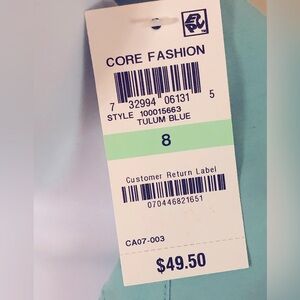 CORE FASHION
7 32994 06131 5
STYLE 100015663
TULUM BLUE
8
Customer Return Label
070446821651
CA07-003
$49.50